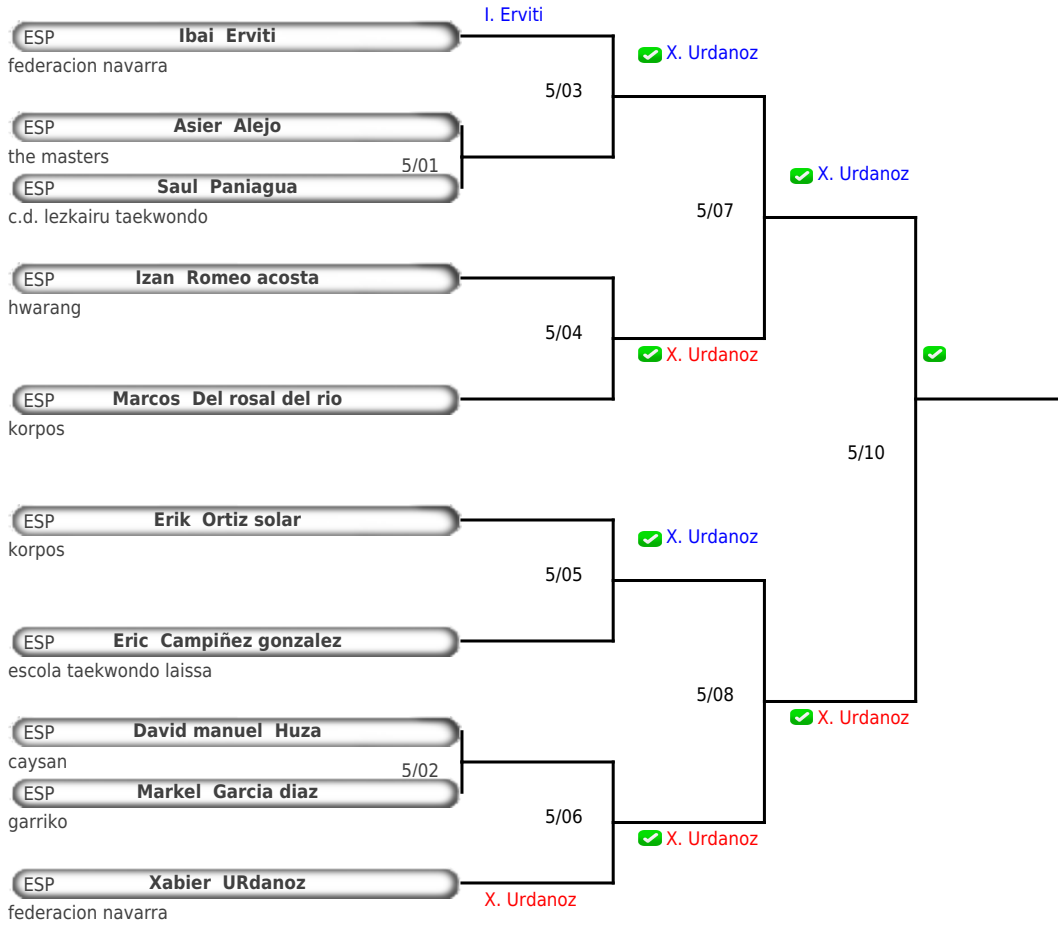 I. Erviti
ESP Ibai Erviti
federacion navarra
X. Urdanoz
5/03
ESP Asier Alejo
the masters
5/01
ESP Saul Paniagua
c.d. lezkairu taekwondo
X. Urdanoz
5/07
ESP Izan Romeo acosta
hwarang
5/04
X. Urdanoz
ESP Marcos Del rosal del rio
korpos
5/10
ESP Erik Ortiz solar
korpos
X. Urdanoz
5/05
ESP Eric Campiñez gonzalez
escola taekwondo laissa
5/08
X. Urdanoz
ESP David manuel Huza
caysan
5/02
ESP Markel Garcia diaz
garriko
5/06
X. Urdanoz
ESP Xabier URdanoz
X. Urdanoz
federacion navarra